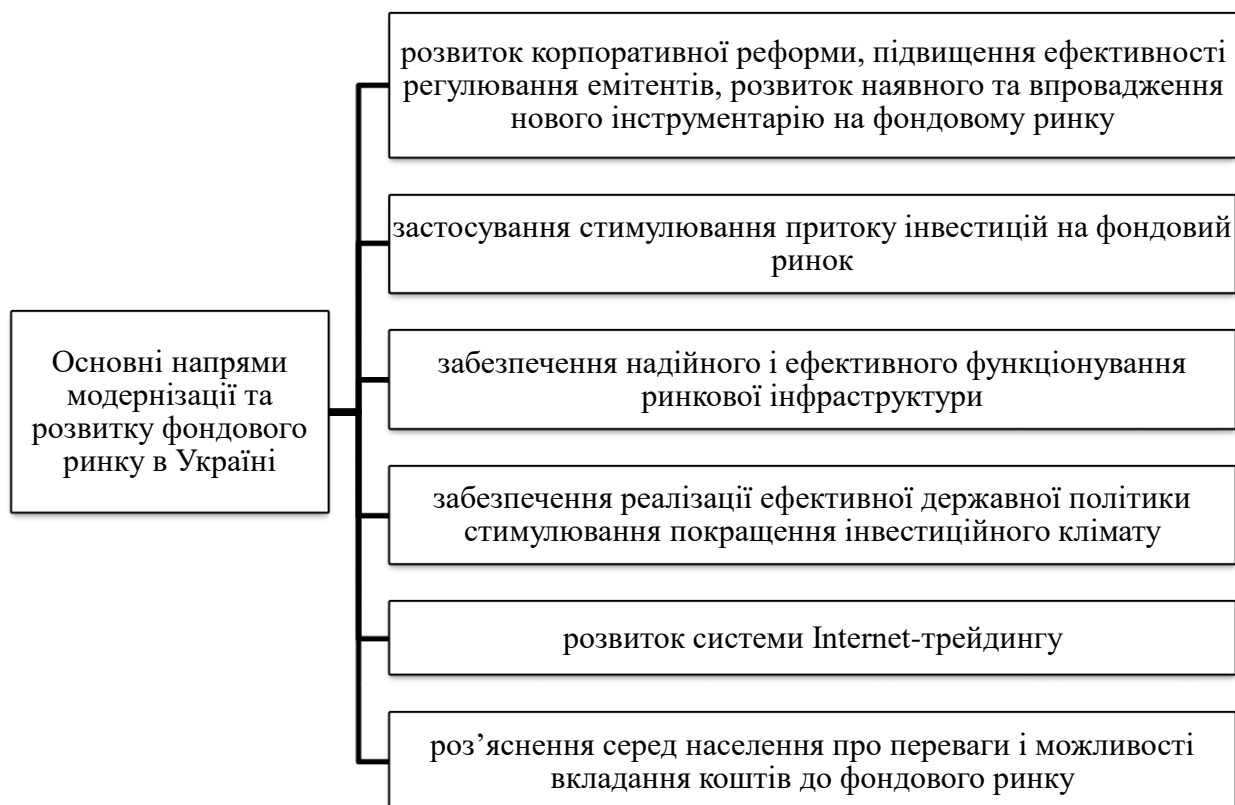 Основні напрями
модернізації та
розвитку фондового
ринку в Україні
розвиток корпоративної реформи, підвищення ефективності
регулювання емітентів, розвиток наявного та впровадження
нового інструментарію на фондовому ринку
застосування стимулювання притоку інвестицій на фондовий
ринок
забезпечення надійного і ефективного функціонування
ринкової інфраструктури
забезпечення реалізації ефективної державної політики
стимулювання покращення інвестиційного клімату
розвиток системи Internet-трейдингу
роз’яснення серед населення про переваги і можливості
вкладання коштів до фондового ринку